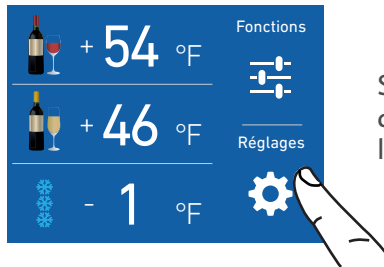 + 54 °F
+ 46 °F
- 1 °F
Fonctions
Réglages